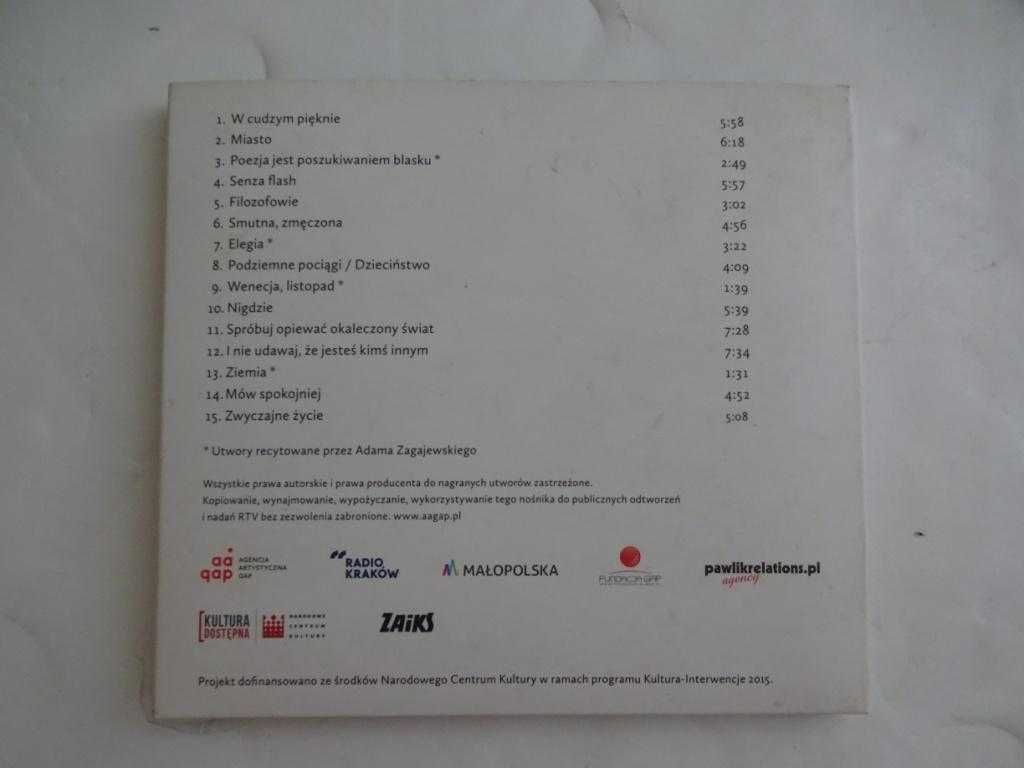 1. W cudzym pięknie 5:58
2. Miasto 6:18
3. Poezja jest poszukiwaniem blasku * 2:49
4. Senza flash 5:57
5. Filozofowie 3:02
6. Smutna, zmęczona 4:56
7. Elegia * 3:22
8. Podziemne pociągi / Dzieciństwo 4:09
9. Wenecja, listopad * 1:39
10. Nigdzie 5:39
11. Spróbuj opiewać okaleczony świat 7:28
12. I nie udawaj, że jesteś kimś innym 7:34
13. Ziemia * 1:31
14. Mów spokojniej 4:52
15. Zwyczajne życie 5:08
* Utwory recytowane przez Adama Zagajewskiego
Wszystkie prawa autorskie i prawa producenta do nagranych utworów zastrzeżone.
Kopiowanie, wynajmowanie, wypożyczanie, wykorzystywanie tego nośnika do publicznych odtworzeń
i nadań RTV bez zezwolenia zabronione. www.aagap.pl
aa gap AGENCJA ARTYSTYCZNA GAP
RADIO KRAKÓW
MAŁOPOLSKA
FUNDACJA GAP
pawlikrelations.pl agency
KULTURA DOSTĘPNA
NARODOWE CENTRUM KULTURY
ZAiKS
Projekt dofinansowano ze środków Narodowego Centrum Kultury w ramach programu Kultura-Interwencje 2015.